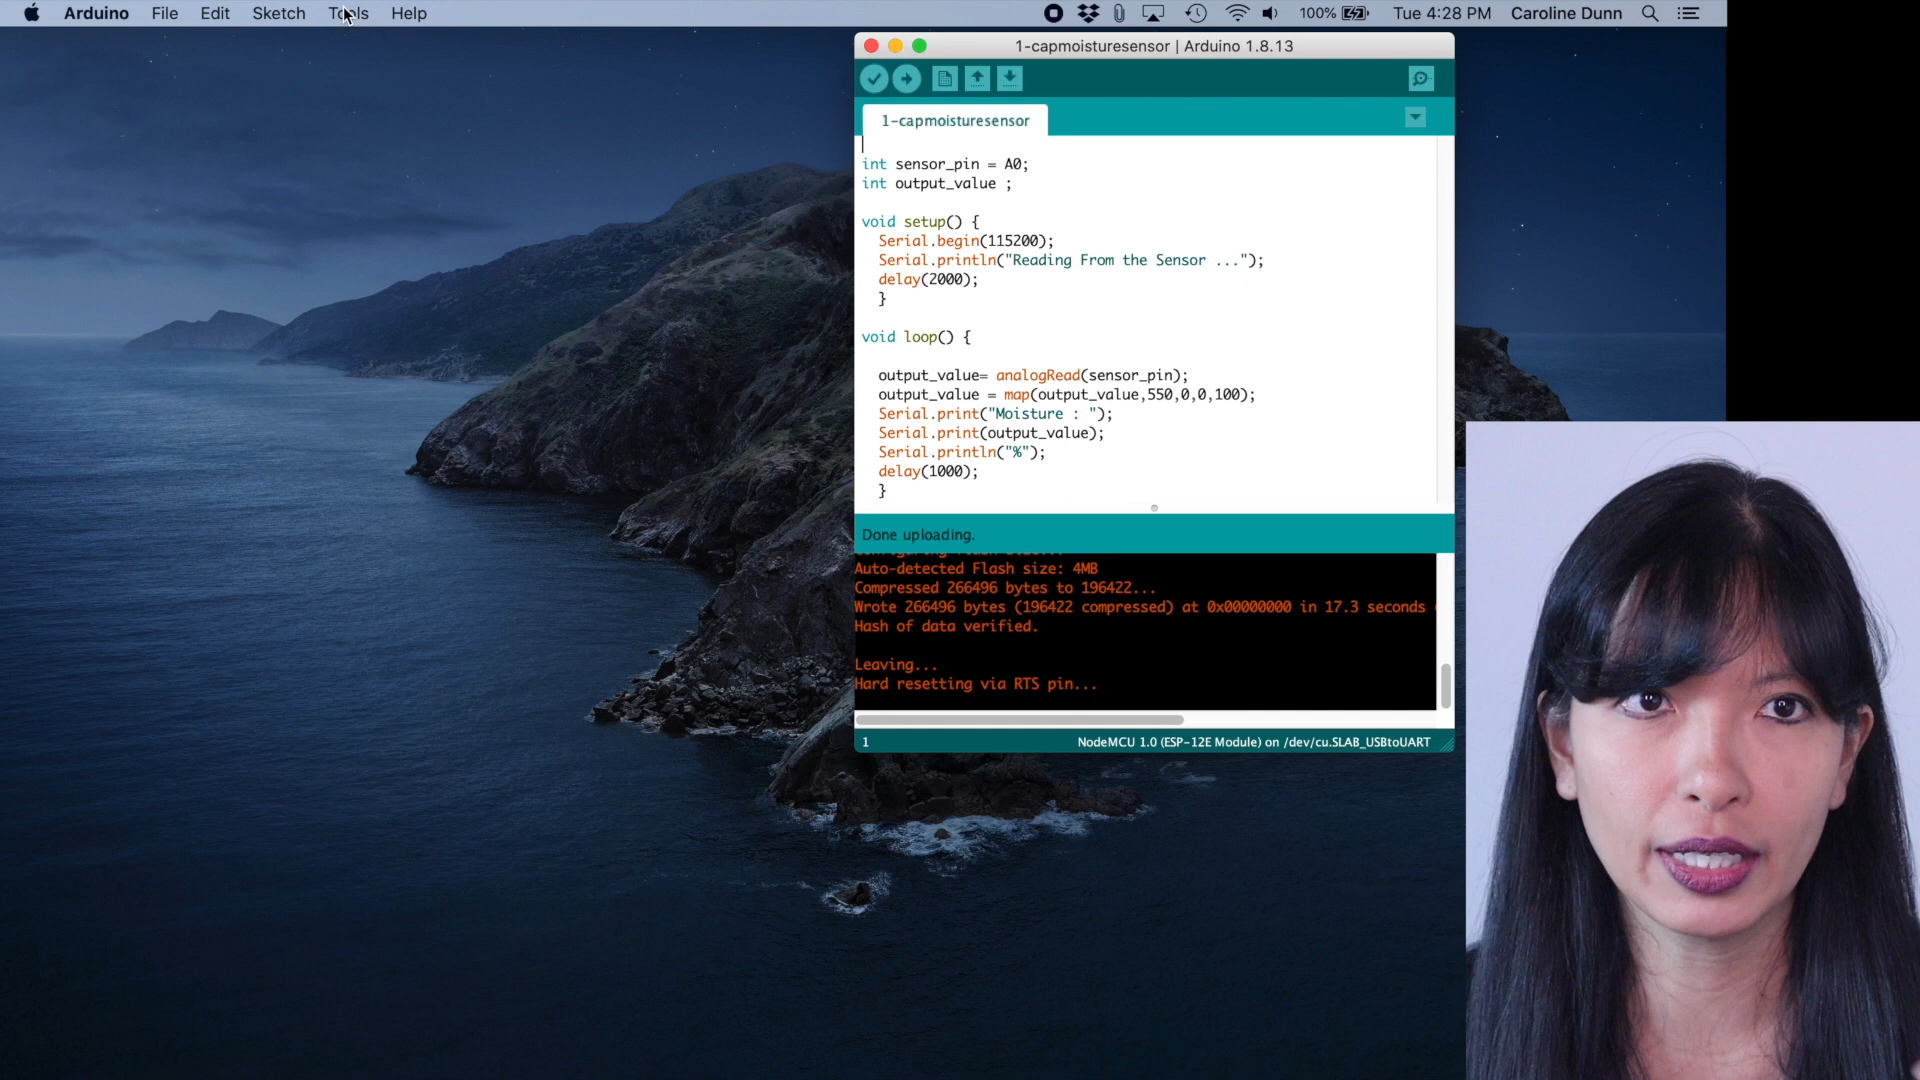 Arduino File Edit Sketch Tools Help 100% Tue 4:28 PM Caroline Dunn
1-capmoisturesensor | Arduino 1.8.13
1-capmoisturesensor
int sensor_pin = A0;
int output_value ;
void setup() {
Serial.begin(115200);
Serial.println("Reading From the Sensor ...");
delay(2000);
}
void loop() {
output_value= analogRead(sensor_pin);
output_value = map(output_value,550,0,0,100);
Serial.print("Moisture : ");
Serial.print(output_value);
Serial.println("%");
delay(1000);
}
Done uploading.
Auto-detected Flash size: 4MB
Compressed 266496 bytes to 196422...
Wrote 266496 bytes (196422 compressed) at 0x00000000 in 17.3 seconds
Hash of data verified.
Leaving...
Hard resetting via RTS pin...
1 NodeMCU 1.0 (ESP-12E Module) on /dev/cu.SLAB_USBtoUART